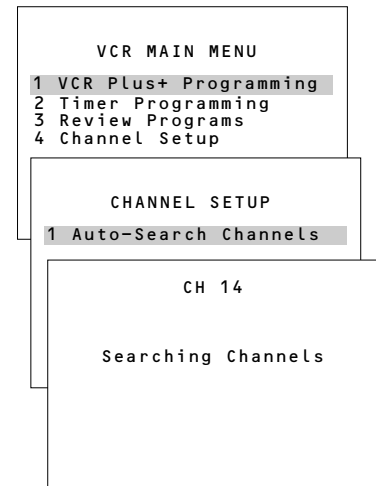 VCR MAIN MENU
1 VCR Plus+ Programming
2 Timer Programming
3 Review Programs
4 Channel Setup
CHANNEL SETUP
1 Auto-Search Channels
CH 14
Searching Channels